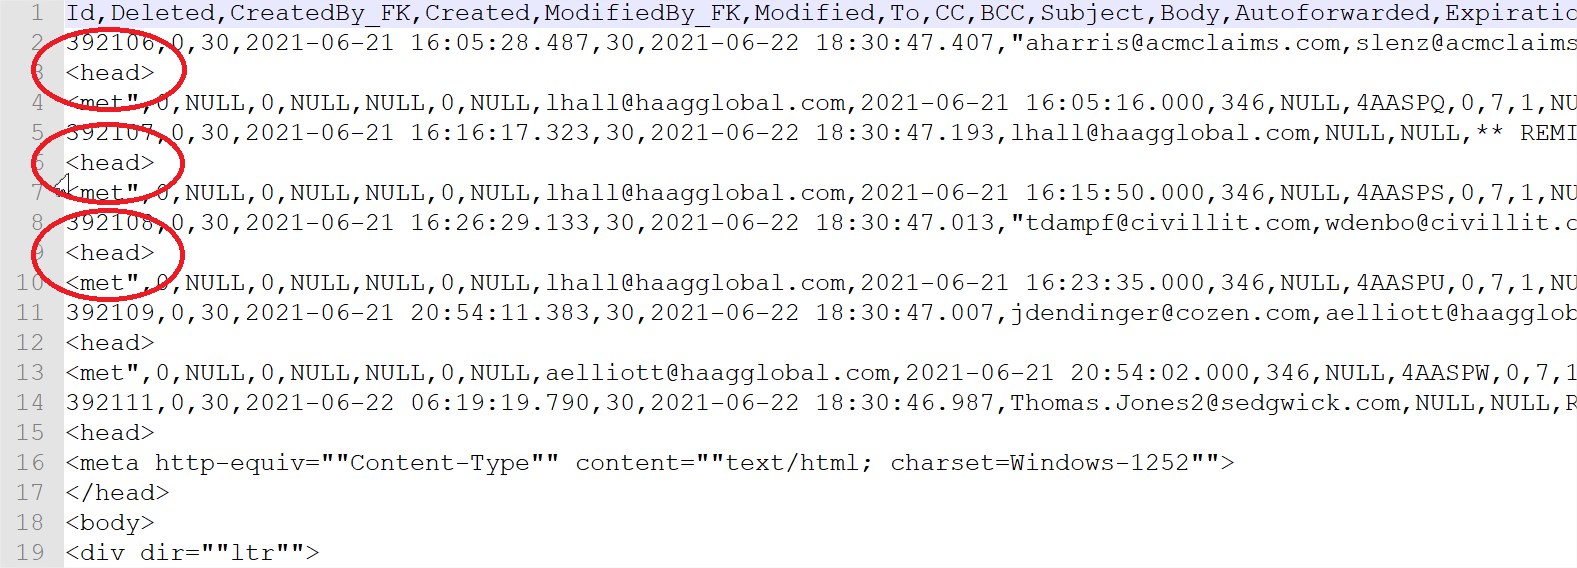 1 Id,Deleted,CreatedBy_FK,Created,ModifiedBy_FK,Modified,To,CC,BCC,Subject,Body,Autoforwarded,Expiratio
2 392106,0,30,2021-06-21 16:05:28.487,30,2021-06-22 18:30:47.407,"aharris@acmclaims.com,slenz@acmclaims
3 <head>
4 <met",0,NULL,0,NULL,NULL,0,NULL,lhall@haagglobal.com,2021-06-21 16:05:16.000,346,NULL,4AASPQ,0,7,1,NU
5 392107,0,30,2021-06-21 16:16:17.323,30,2021-06-22 18:30:47.193,lhall@haagglobal.com,NULL,NULL,** REMI
6 <head>
7 <met",0,NULL,0,NULL,NULL,0,NULL,lhall@haagglobal.com,2021-06-21 16:15:50.000,346,NULL,4AASPS,0,7,1,NU
8 392108,0,30,2021-06-21 16:26:29.133,30,2021-06-22 18:30:47.013,"tdampf@civillit.com,wdenbo@civillit.c
9 <head>
10 <met",0,NULL,0,NULL,NULL,0,NULL,lhall@haagglobal.com,2021-06-21 16:23:35.000,346,NULL,4AASPU,0,7,1,NU
11 392109,0,30,2021-06-21 20:54:11.383,30,2021-06-22 18:30:47.007,jdendinger@cozen.com,aelliott@haagglob
12 <head>
13 <met",0,NULL,0,NULL,NULL,0,NULL,aelliott@haagglobal.com,2021-06-21 20:54:02.000,346,NULL,4AASPW,0,7,1
14 392111,0,30,2021-06-22 06:19:19.790,30,2021-06-22 18:30:46.987,Thomas.Jones2@sedgwick.com,NULL,NULL,R
15 <head>
16 <meta http-equiv=""Content-Type"" content=""text/html; charset=Windows-1252"">
17 </head>
18 <body>
19 <div dir=""ltr"">